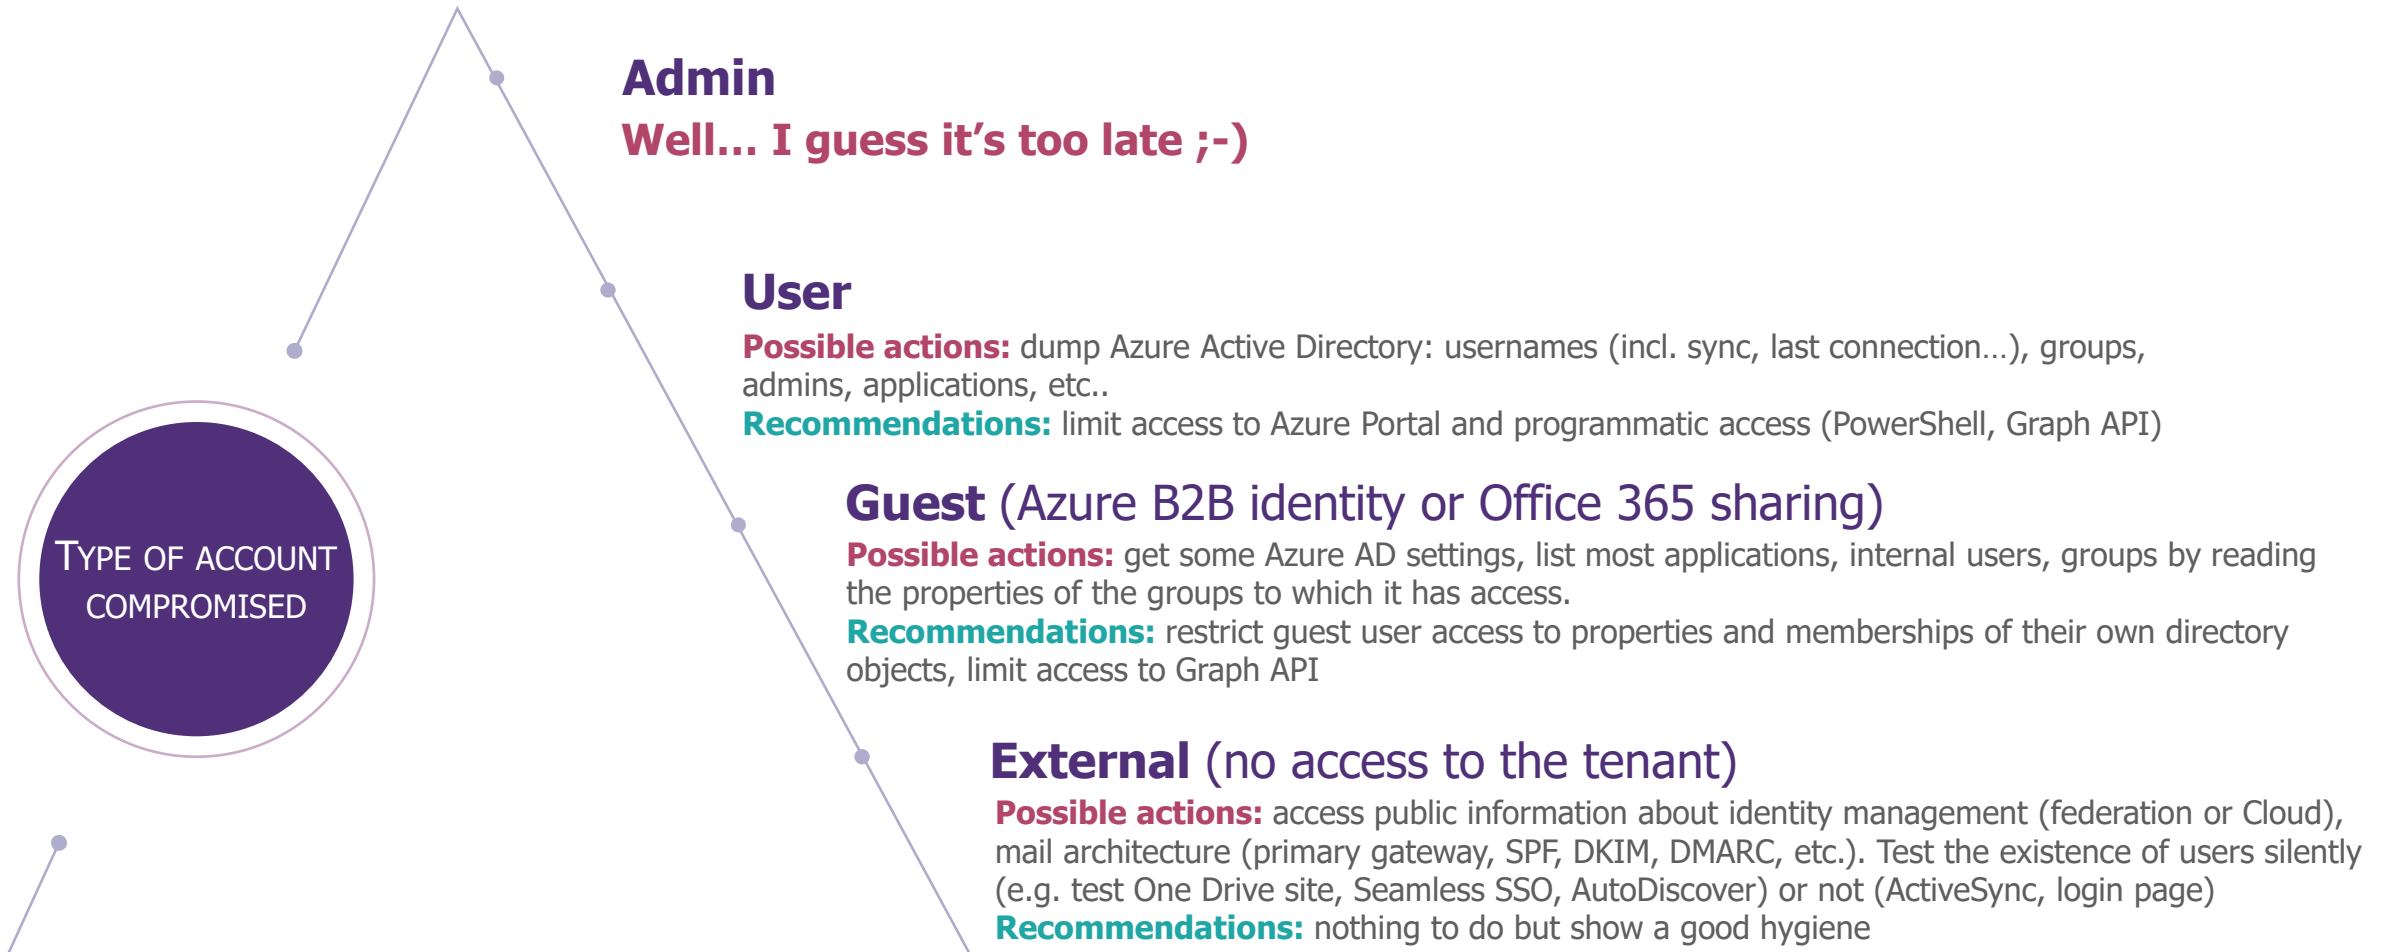 Admin
Well… I guess it’s too late ;-)
User
Possible actions: dump Azure Active Directory: usernames (incl. sync, last connection…), groups,
admins, applications, etc..
Recommendations: limit access to Azure Portal and programmatic access (PowerShell, Graph API)
Guest (Azure B2B identity or Office 365 sharing)
Possible actions: get some Azure AD settings, list most applications, internal users, groups by reading
the properties of the groups to which it has access.
Recommendations: restrict guest user access to properties and memberships of their own directory
objects, limit access to Graph API
TYPE OF ACCOUNT
COMPROMISED
External (no access to the tenant)
Possible actions: access public information about identity management (federation or Cloud),
mail architecture (primary gateway, SPF, DKIM, DMARC, etc.). Test the existence of users silently
(e.g. test One Drive site, Seamless SSO, AutoDiscover) or not (ActiveSync, login page)
Recommendations: nothing to do but show a good hygiene